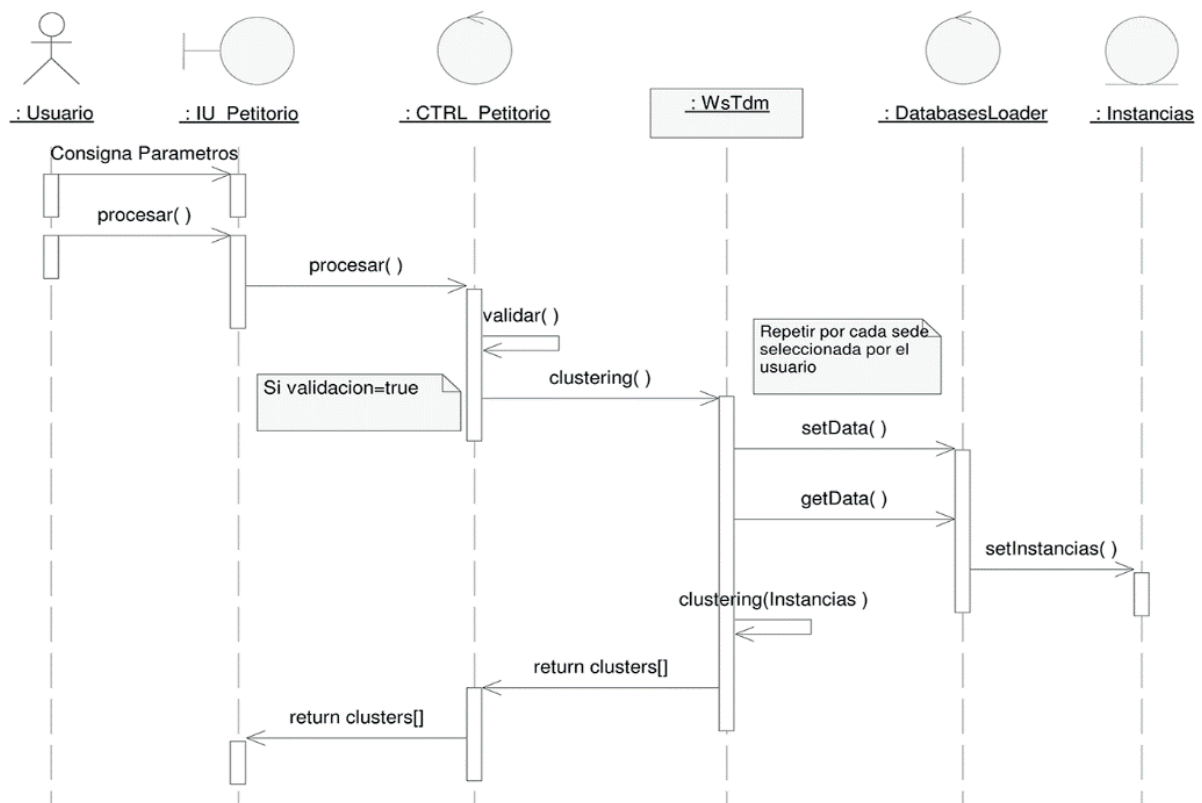 : Usuario
: IU_Petitorio
: CTRL_Petitorio
: WsTdm
: DatabasesLoader
: Instancias
Consigna Parametros
procesar( )
procesar( )
validar( )
Repetir por cada sede
seleccionada por el
usuario
Si validacion=true
clustering( )
setData( )
getData( )
setInstancias( )
clustering(Instancias )
return clusters[]
return clusters[]